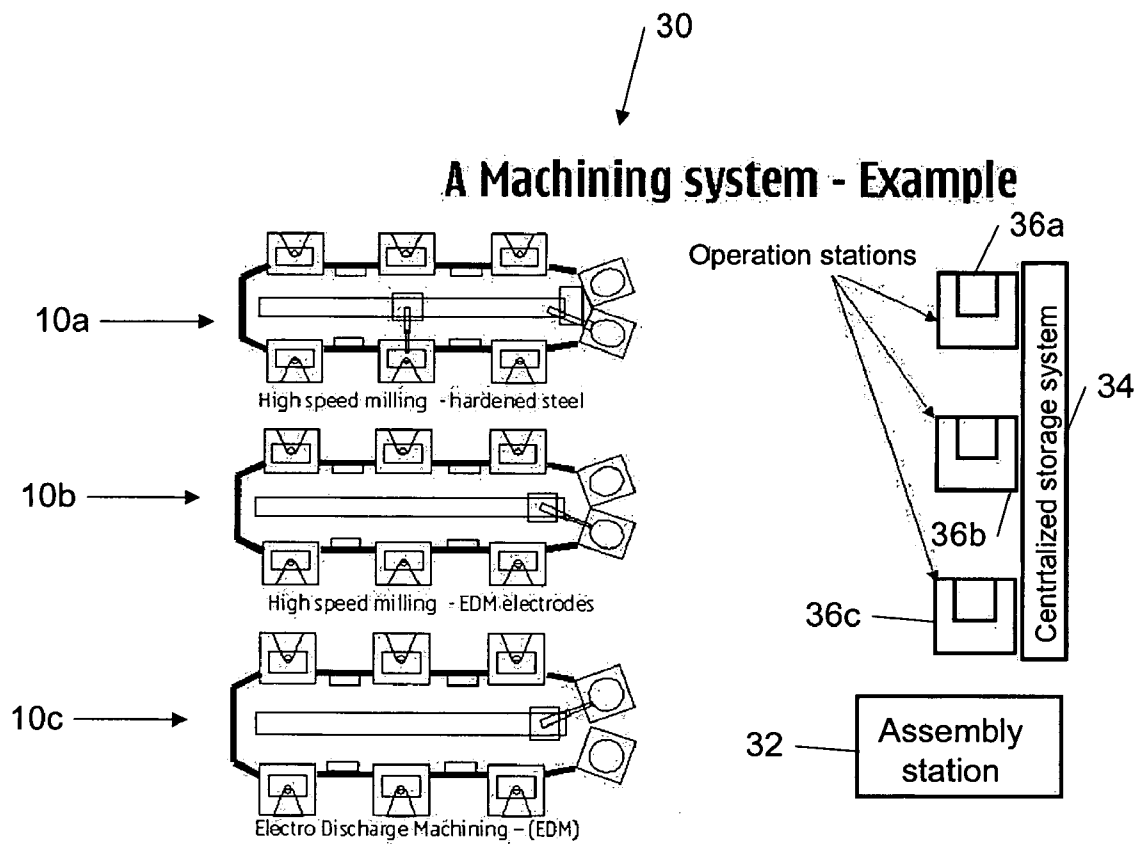 30
A Machining system - Example
36a
Operation stations
10a
High speed milling - hardened steel
34
Centrtalized storage system
10b
36b
High speed milling - EDM electrodes
36c
10c
32
Assembly
station
Electro Discharge Machining - (EDM)